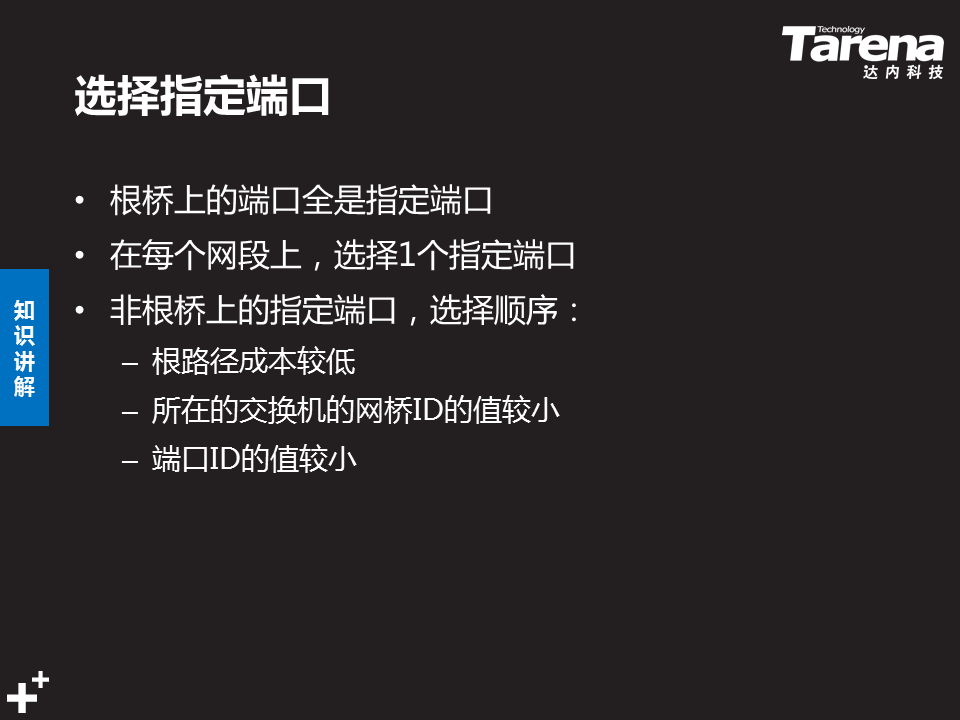 Technology
Tarena
达内科技
选择指定端口
• 根桥上的端口全是指定端口
• 在每个网段上，选择1个指定端口
• 非根桥上的指定端口，选择顺序：
– 根路径成本较低
– 所在的交换机的网桥ID的值较小
– 端口ID的值较小
知识讲解